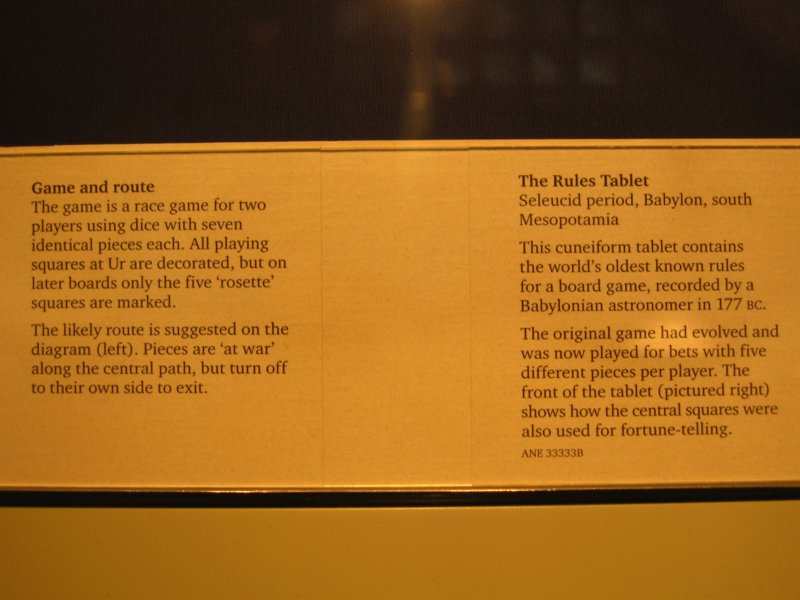 Game and route
The game is a race game for two
players using dice with seven
identical pieces each. All playing
squares at Ur are decorated, but on
later boards only the five ‘rosette’
squares are marked.
The likely route is suggested on the
diagram (left). Pieces are ‘at war’
along the central path, but turn off
to their own side to exit.
The Rules Tablet
Seleucid period, Babylon, south
Mesopotamia
This cuneiform tablet contains
the world’s oldest known rules
for a board game, recorded by a
Babylonian astronomer in 177 BC.
The original game had evolved and
was now played for bets with five
different pieces per player. The
front of the tablet (pictured right)
shows how the central squares were
also used for fortune-telling.
ANE 33333B